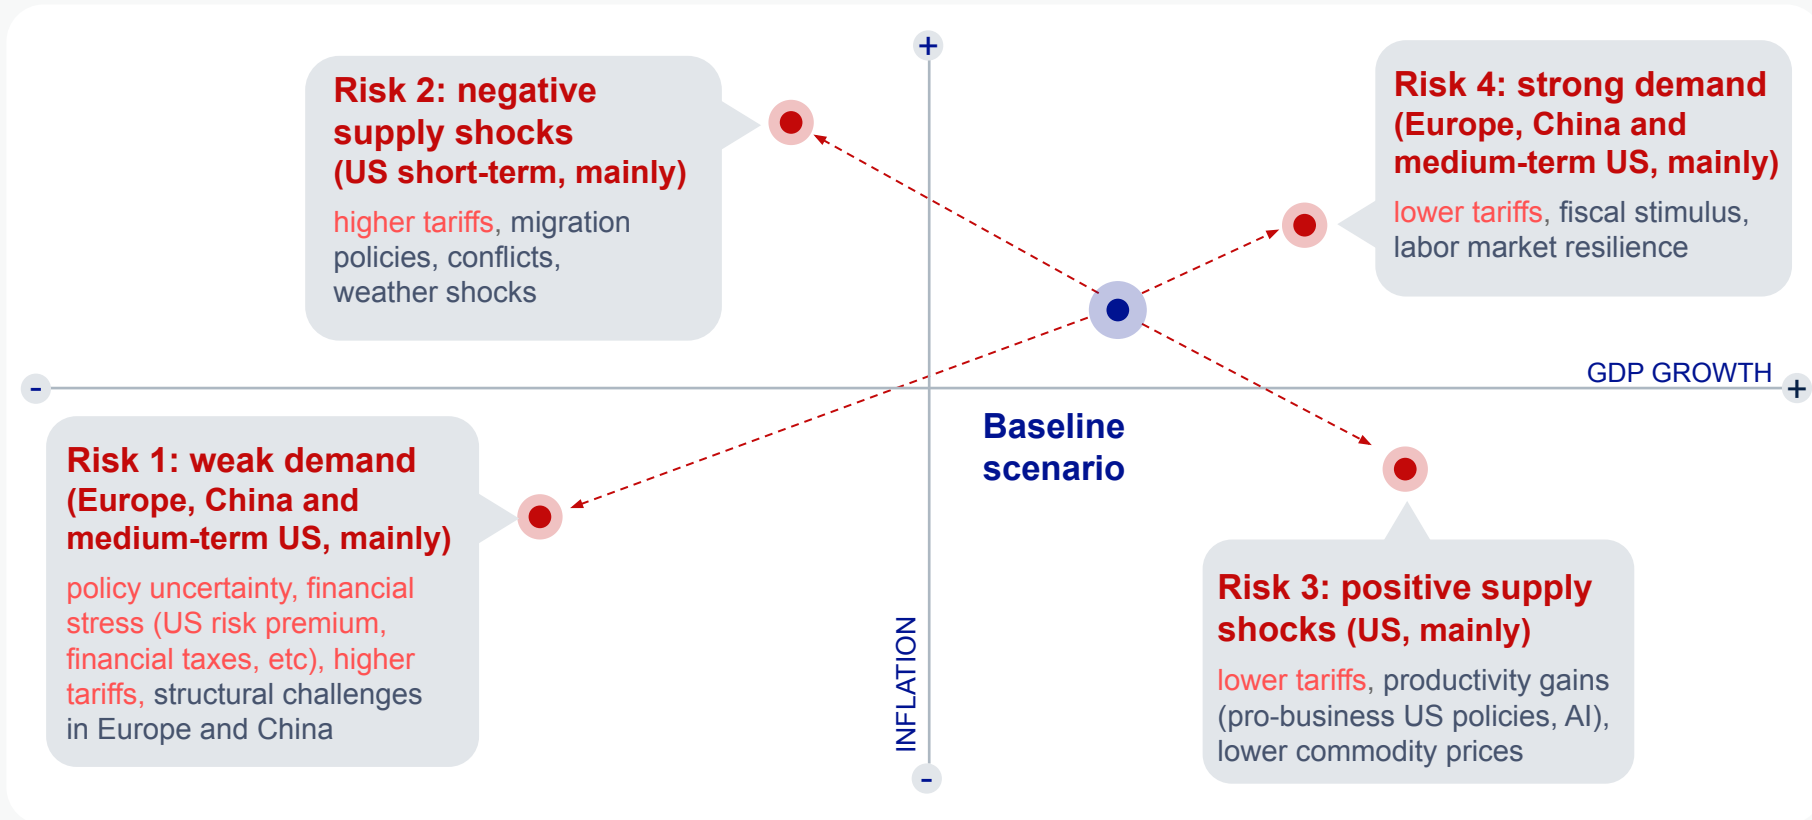 +
Risk 2: negative
supply shocks
(US short-term, mainly)
higher tariffs, migration
policies, conflicts,
weather shocks
Risk 4: strong demand
(Europe, China and
medium-term US, mainly)
lower tariffs, fiscal stimulus,
labor market resilience
-
GDP GROWTH
+
Baseline
scenario
Risk 1: weak demand
(Europe, China and
medium-term US, mainly)
policy uncertainty, financial
stress (US risk premium,
financial taxes, etc), higher
tariffs, structural challenges
in Europe and China
INFLATION
-
Risk 3: positive supply
shocks (US, mainly)
lower tariffs, productivity gains
(pro-business US policies, AI),
lower commodity prices